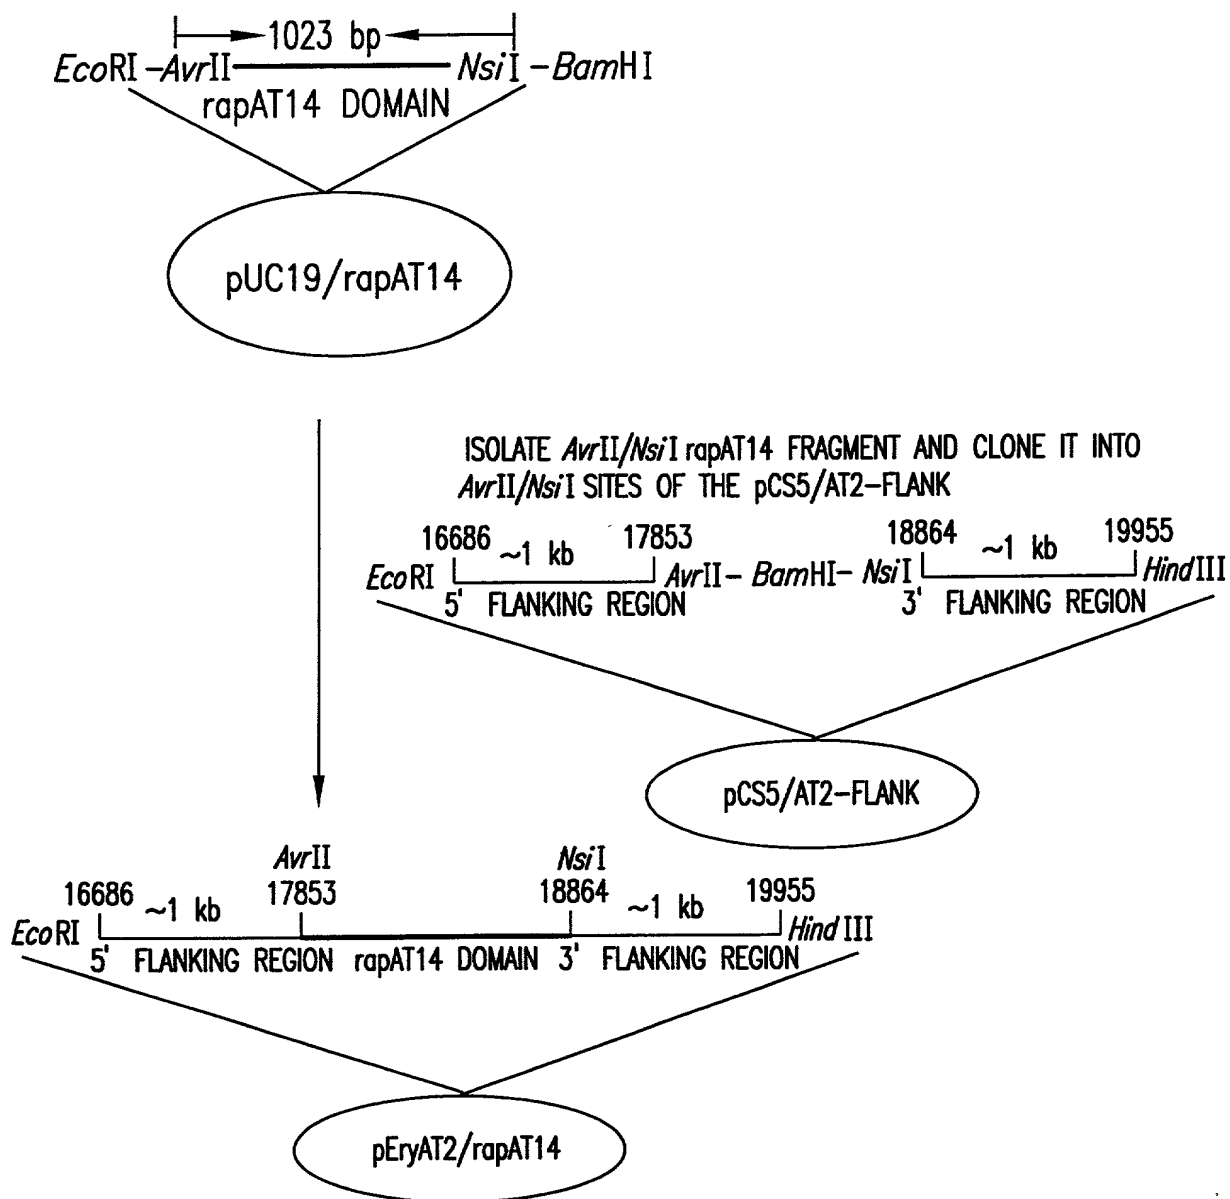 1023 bp
EcoRI-AvrII NsiI-BamHI
rapAT14 DOMAIN
pUC19/rapAT14
ISOLATE AvrII/NsiI rapAT14 FRAGMENT AND CLONE IT INTO
AvrII/NsiI SITES OF THE pCS5/AT2-FLANK
16686 ~1 kb 17853 18864 ~1 kb 19955
EcoRI AvrII- BamHI- NsiI HindIII
5' FLANKING REGION 3' FLANKING REGION
pCS5/AT2-FLANK
AvrII NsiI
16686 ~1 kb 17853 18864 ~1 kb 19955
EcoRI HindIII
5' FLANKING REGION rapAT14 DOMAIN 3' FLANKING REGION
pEryAT2/rapAT14